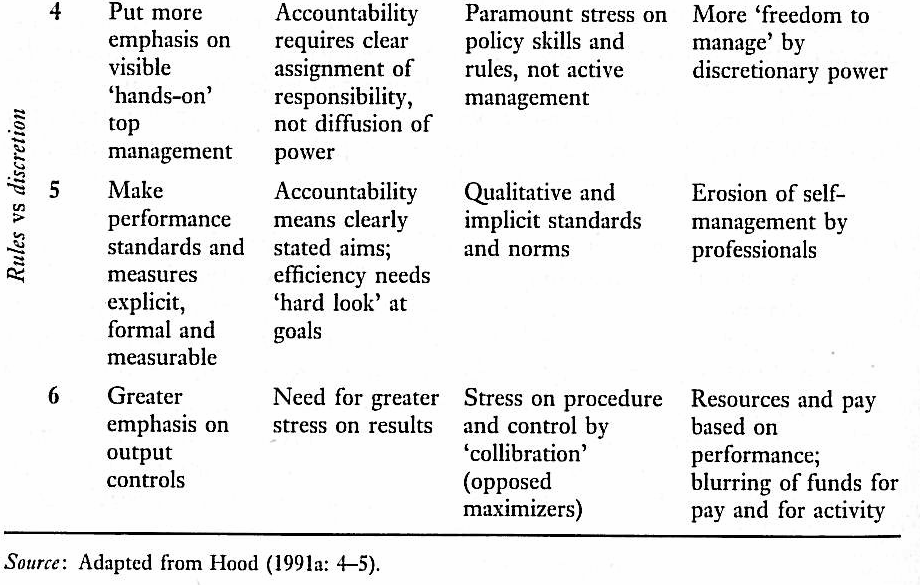 Rules vs discretion
4
Put more
emphasis on
visible
‘hands-on’
top
management
Accountability
requires clear
assignment of
responsibility,
not diffusion of
power
Paramount stress on
policy skills and
rules, not active
management
More ‘freedom to
manage’ by
discretionary power
5
Make
performance
standards and
measures
explicit,
formal and
measurable
Accountability
means clearly
stated aims;
efficiency needs
‘hard look’ at
goals
Qualitative and
implicit standards
and norms
Erosion of self-
management by
professionals
6
Greater
emphasis on
output
controls
Need for greater
stress on results
Stress on procedure
and control by
‘collibration’
(opposed
maximizers)
Resources and pay
based on
performance;
blurring of funds for
pay and for activity
Source: Adapted from Hood (1991a: 4–5).